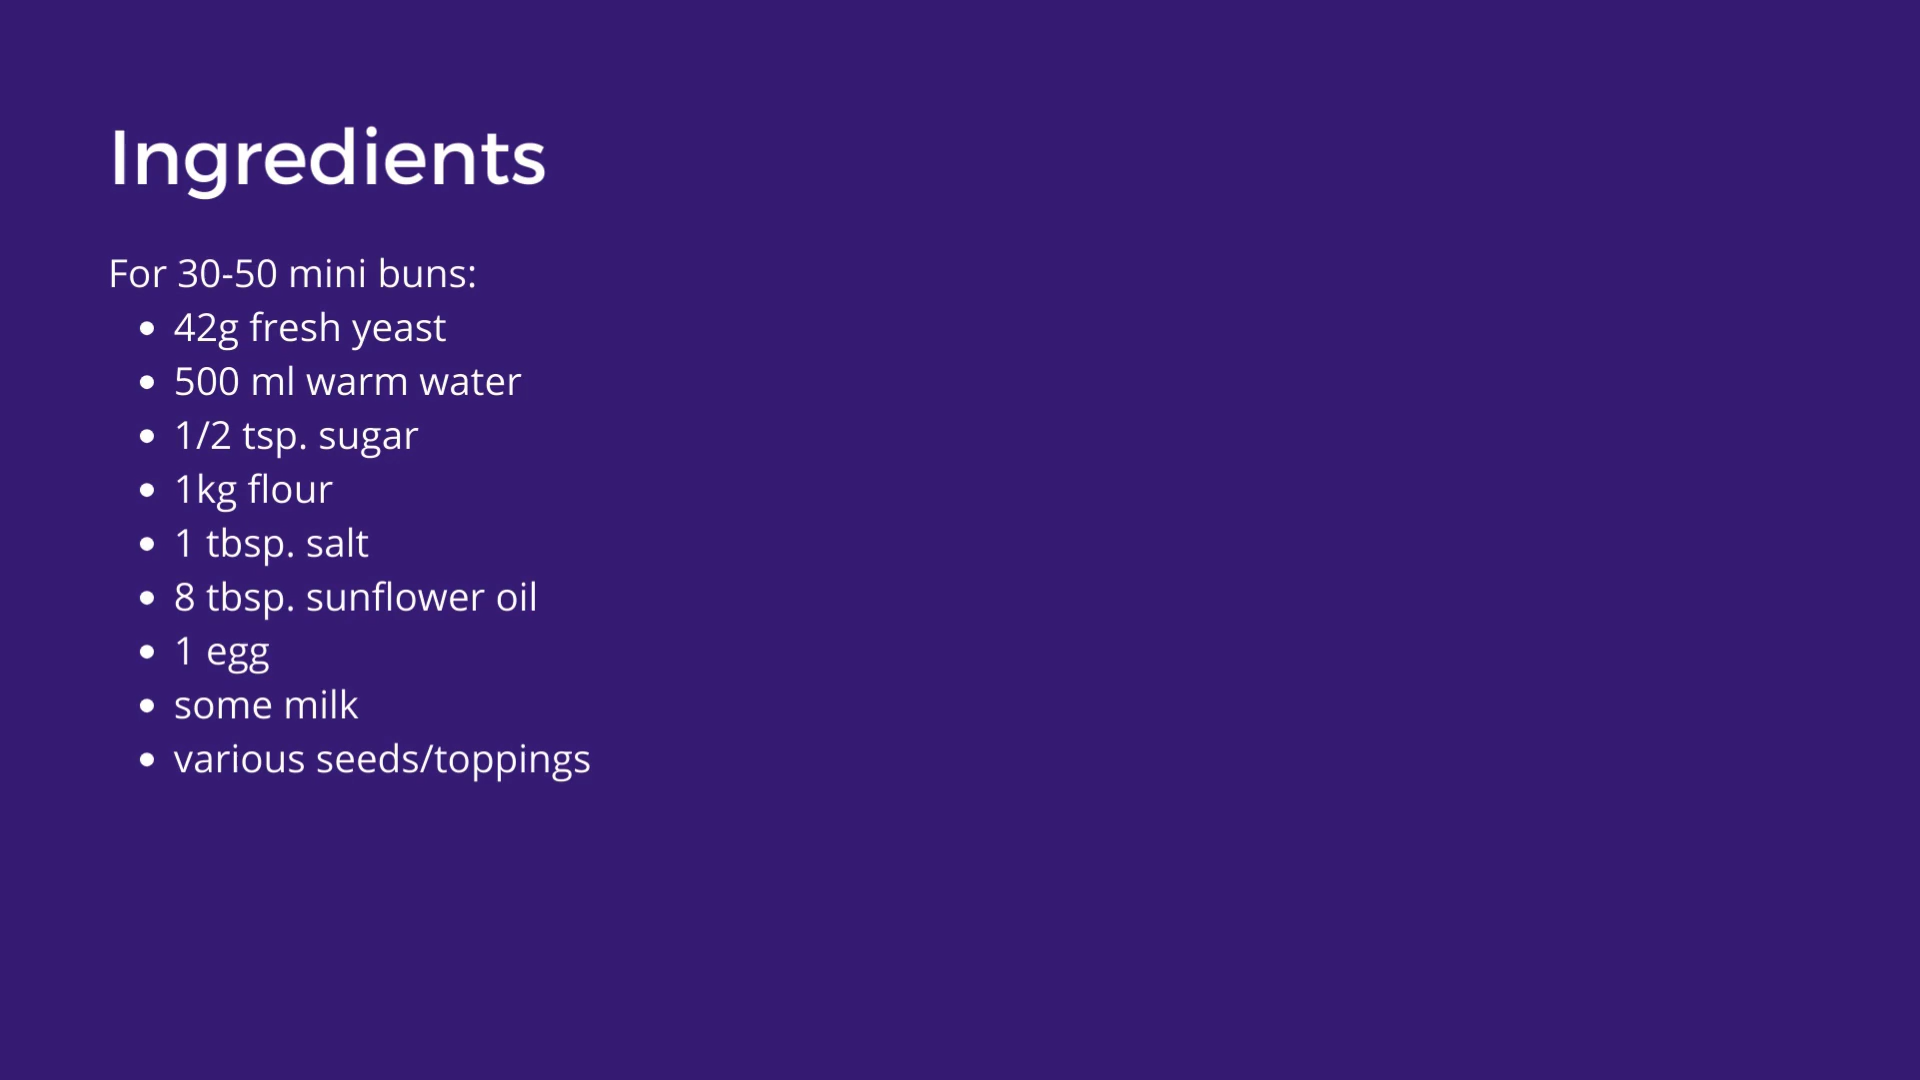 Ingredients
For 30-50 mini buns:
• 42g fresh yeast
• 500 ml warm water
• 1/2 tsp. sugar
• 1kg flour
• 1 tbsp. salt
• 8 tbsp. sunflower oil
• 1 egg
• some milk
• various seeds/toppings